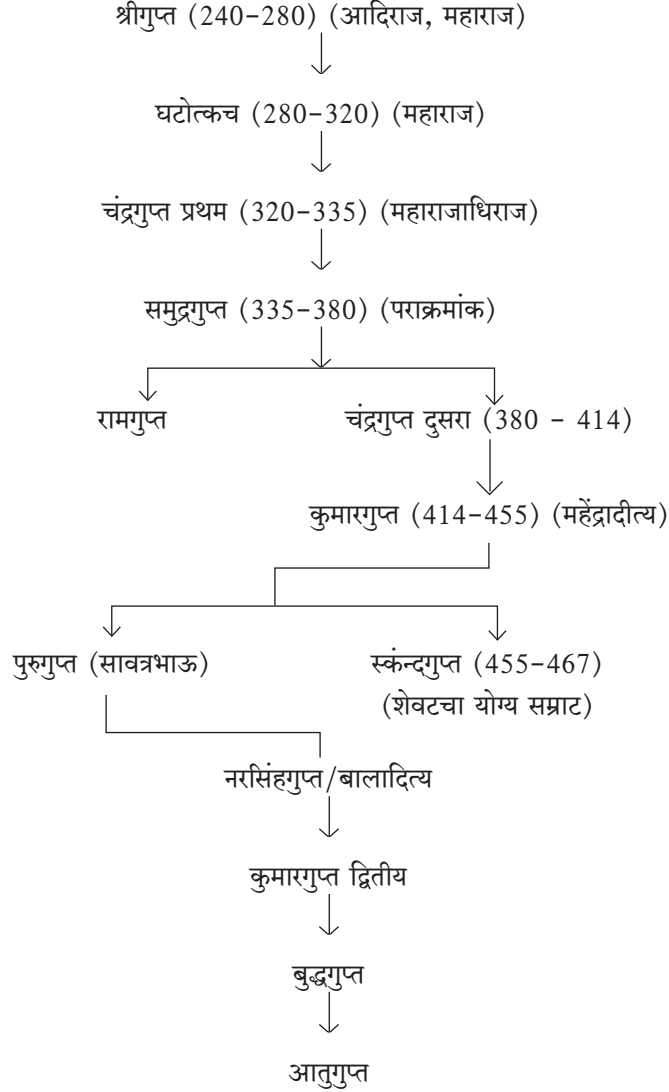 श्रीगुप्त (240-280) (आदिराज, महाराज)
घटोत्कच (280-320) (महाराज)
चंद्रगुप्त प्रथम (320-335) (महाराजाधिराज)
समुद्रगुप्त (335-380) (पराक्रमांक)
रामगुप्त चंद्रगुप्त दुसरा (380 - 414)
कुमारगुप्त (414-455) (महेंद्रादीत्य)
पुरुगुप्त (सावत्रभाऊ) स्कंन्दगुप्त (455-467)
(शेवटचा योग्य सम्राट)
नरसिंहगुप्त/बालादित्य
कुमारगुप्त द्वितीय
बुद्धगुप्त
आतुगुप्त